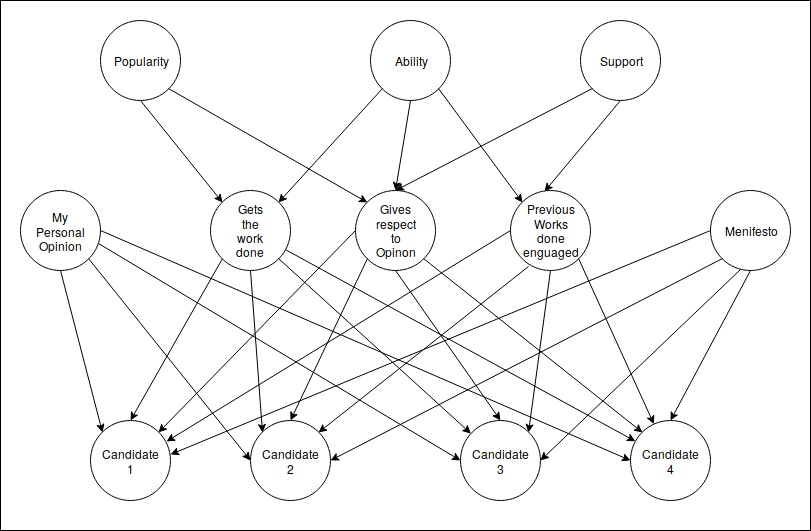 Popularity
Ability
Support
My
Personal
Opinion
Gets
the
work
done
Gives
respect
to
Opinon
Previous
Works
done
enguaged
Menifesto
Candidate
1
Candidate
2
Candidate
3
Candidate
4